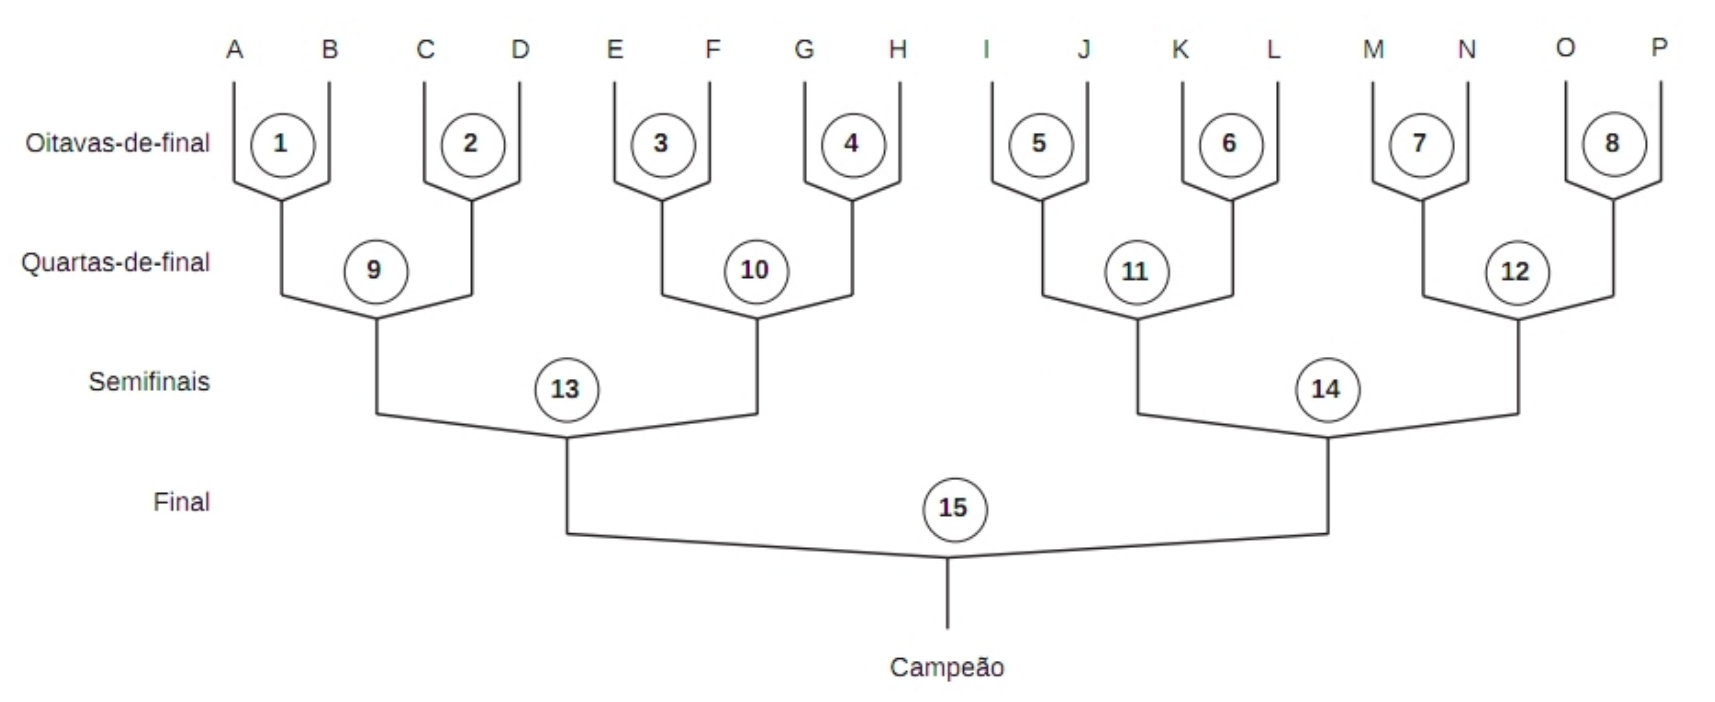 A B C D E F G H I J K L M N O P
Oitavas-de-final 1 2 3 4 5 6 7 8
Quartas-de-final 9 10 11 12
Semifinais 13 14
Final 15
Campeão